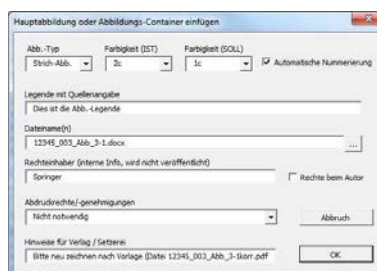 Hauptabbildung oder Abbildungs-Container einfügen
Abb.-Typ Farbigkeit (IST) Farbigkeit (SOLL)
Strich-Abb. 2c 1c Automatische Nummerierung
Legende mit Quellenangabe
Dies ist die Abb.-Legende
Dateiname(n)
12345_003_Abb_3-1.docx ...
Rechteinhaber (interne Info, wird nicht veröffentlicht)
Springer Rechte beim Autor
Abdruckrechte/-genehmigungen
Nicht notwendig Abbruch
Hinweise für Verlag / Setzerei
Bitte neu zeichnen nach Vorlage (Datei 12345_003_Abb_3-1korr.pdf OK